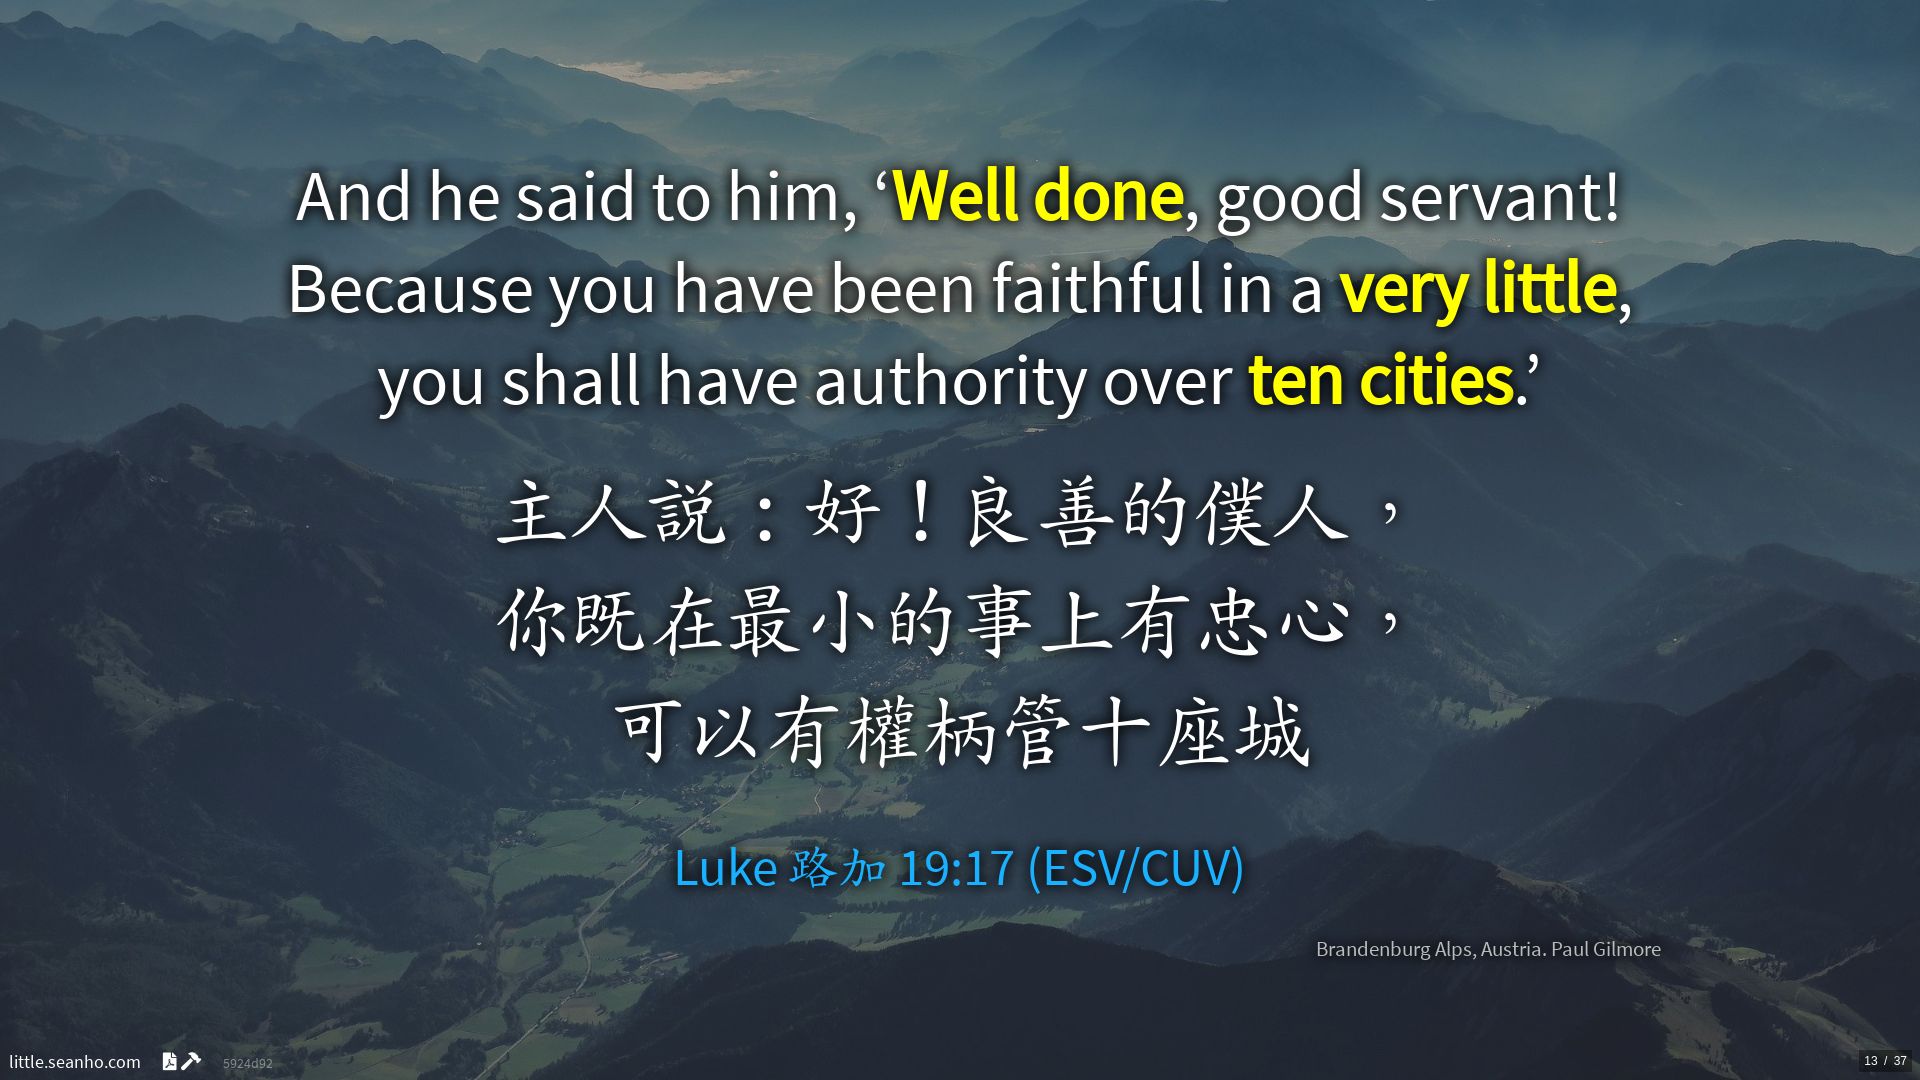 And he said to him, ‘Well done, good servant!
Because you have been faithful in a very little,
you shall have authority over ten cities.’
主人説：好！良善的僕人，
你既在最小的事上有忠心，
可以有權柄管十座城
Luke 路加 19:17 (ESV/CUV)
Brandenburg Alps, Austria. Paul Gilmore
little.seanho.com 5924d92
13 / 37